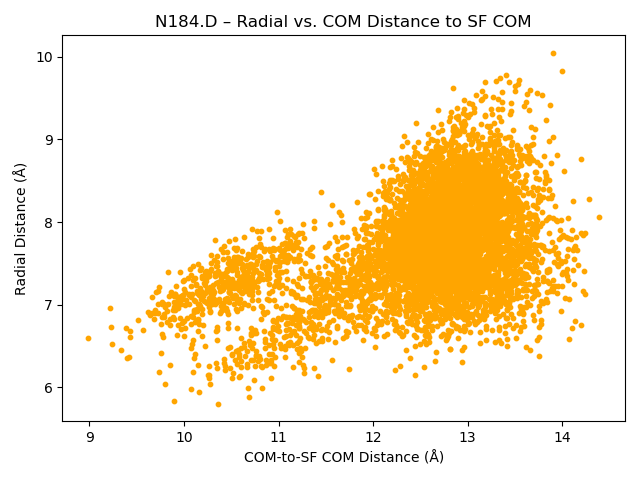 N184.D – Radial vs. COM Distance to SF COM
Radial Distance (Å)
10
9
8
7
6
9 10 11 12 13 14
COM-to-SF COM Distance (Å)